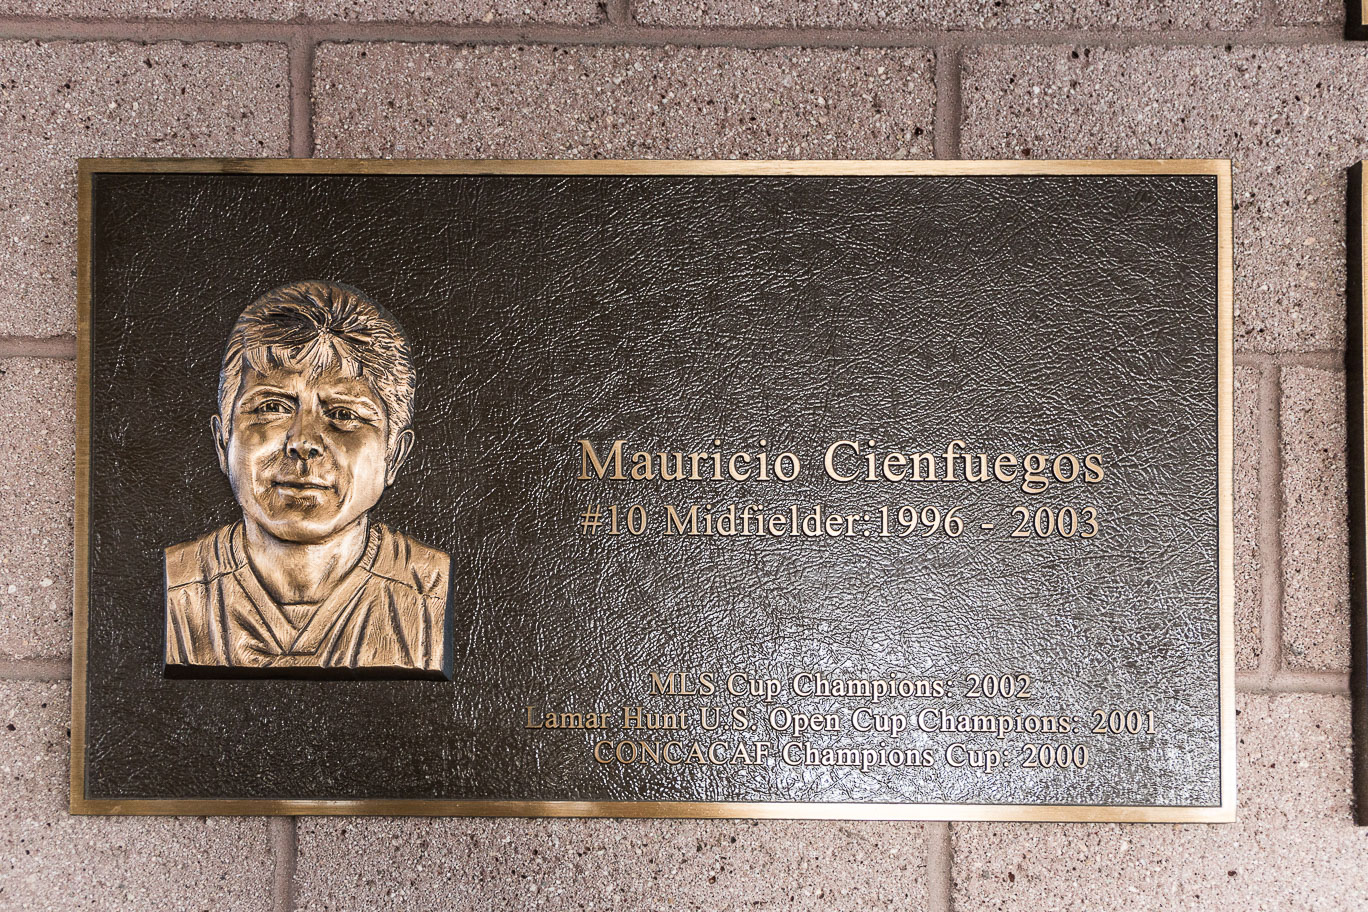 Mauricio Cienfuegos
#10 Midfielder:1996 - 2003
MLS Cup Champions: 2002
Lamar Hunt U.S. Open Cup Champions: 2001
CONCACAF Champions Cup: 2000